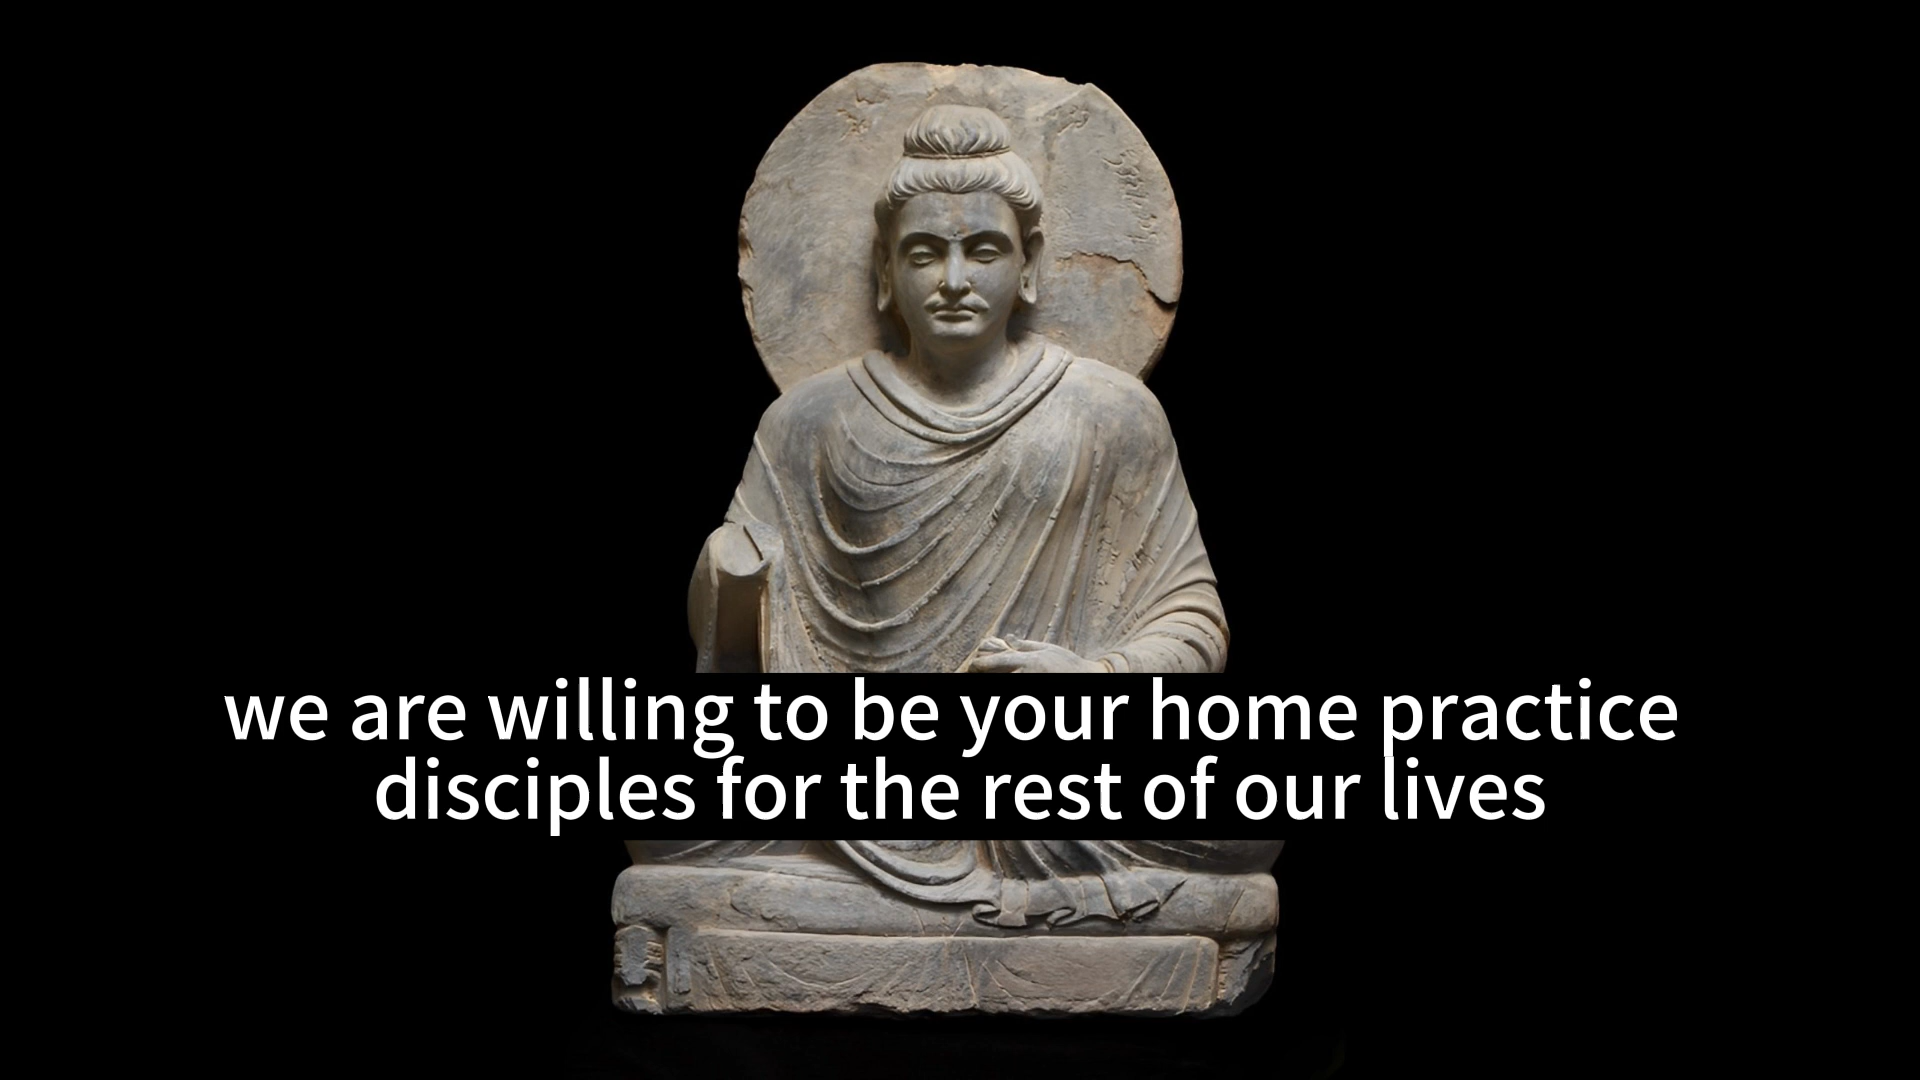 we are willing to be your home practice
disciples for the rest of our lives